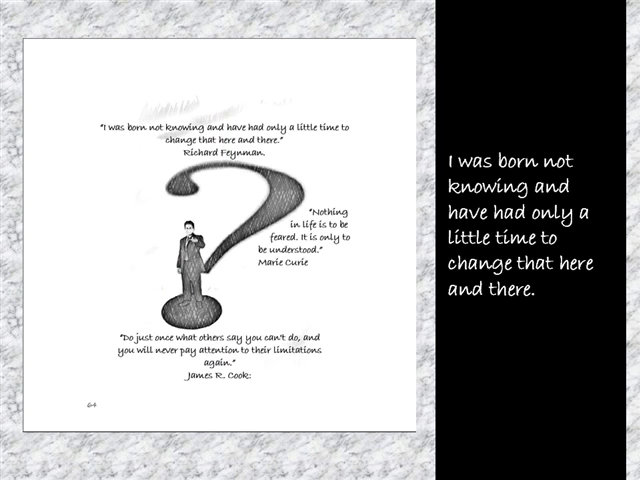 "I was born not knowing and have had only a little time to
change that here and there."
Richard Feynman.
"Nothing
in life is to be
feared. It is only to
be understood."
Marie Curie
"Do just once what others say you can't do, and
you will never pay attention to their limitations
again."
James R. Cook.
64
I was born not
knowing and
have had only a
little time to
change that here
and there.